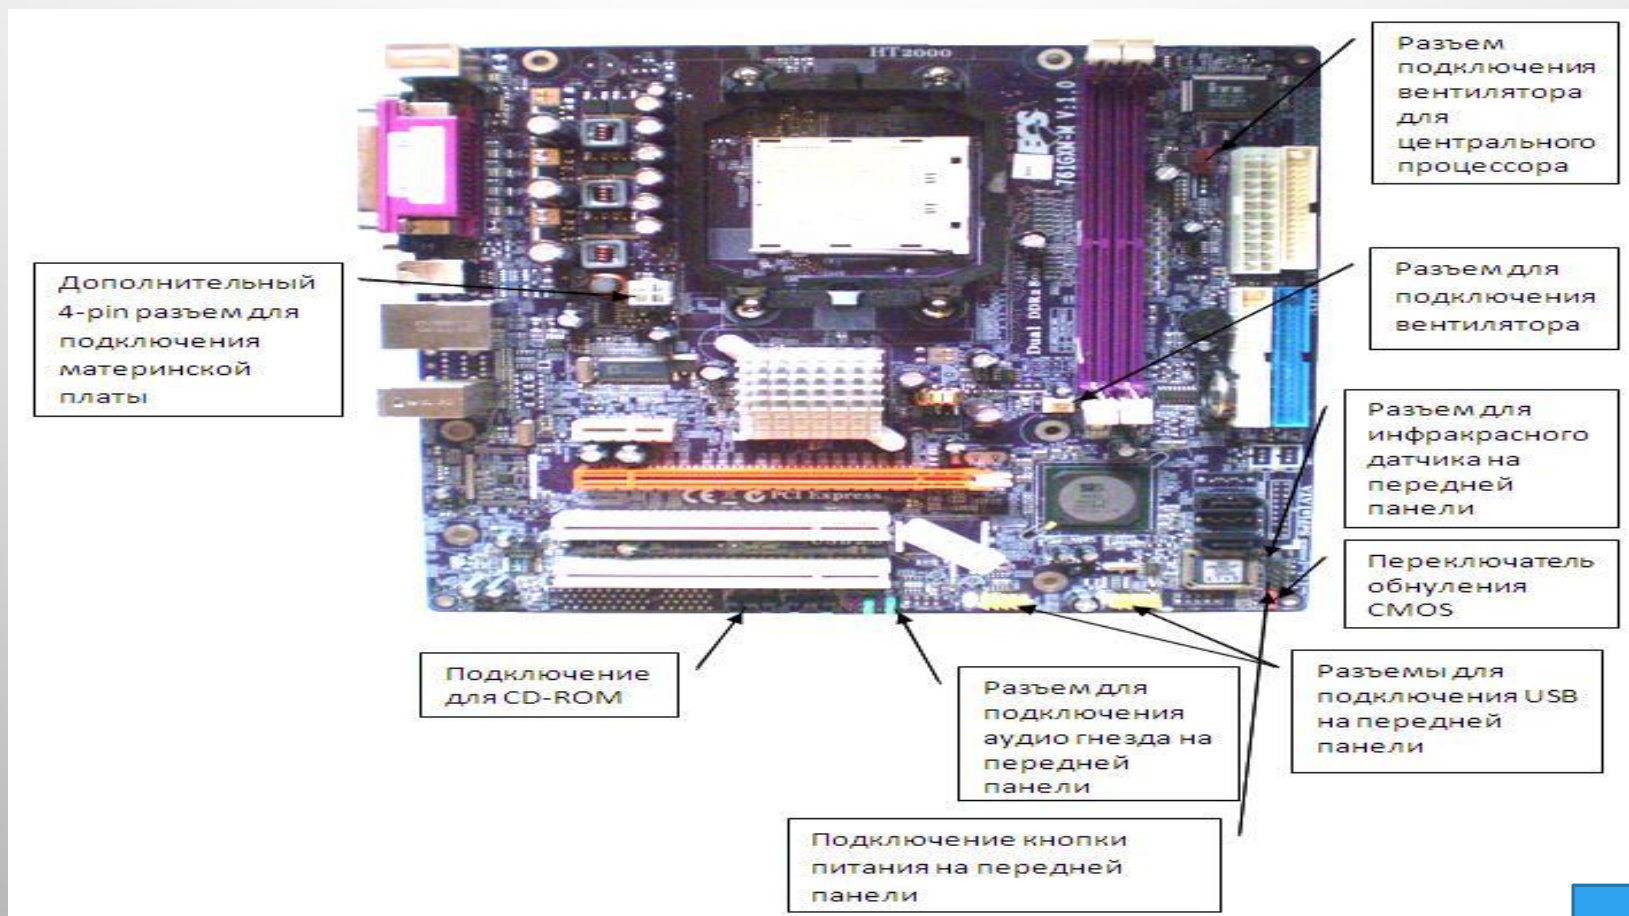 Разъем
подключения
вентилятора
для
центрального
процессора
Дополнительный
4-pin разъем для
подключения
материнской
платы
Разъем для
подключения
вентилятора
Разъем для
инфракрасного
датчика на
передней
панели
Переключатель
обнуления
CMOS
Подключение
для CD-ROM
Разъем для
подключения
аудио гнезда на
передней
панели
Разъемы для
подключения USB
на передней
панели
Подключение кнопки
питания на передней
панели
HT2000
ECS
761GXM-M V:1.0
PCI Express